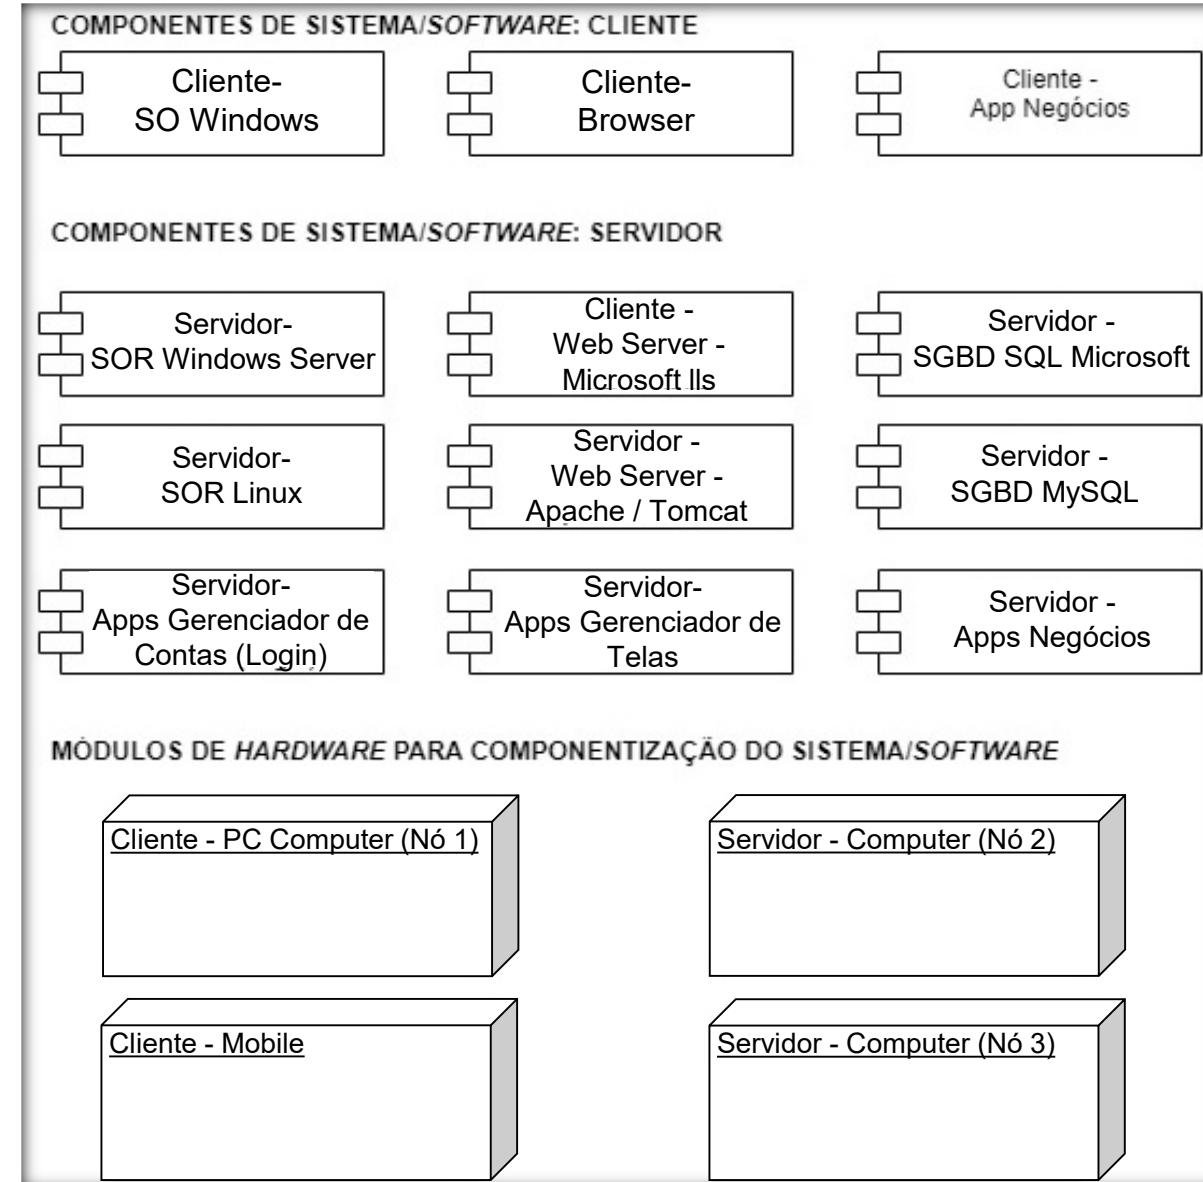 COMPONENTES DE SISTEMA/SOFTWARE: CLIENTE
Cliente-
SO Windows
Cliente-
Browser
Cliente -
App Negócios
COMPONENTES DE SISTEMA/SOFTWARE: SERVIDOR
Servidor-
SOR Windows Server
Cliente -
Web Server -
Microsoft lls
Servidor -
SGBD SQL Microsoft
Servidor-
SOR Linux
Servidor -
Web Server -
Apache / Tomcat
Servidor -
SGBD MySQL
Servidor-
Apps Gerenciador de
Contas (Login)
Servidor-
Apps Gerenciador de
Telas
Servidor -
Apps Negócios
MÓDULOS DE HARDWARE PARA COMPONENTIZAÇÃO DO SISTEMA/SOFTWARE
Cliente - PC Computer (Nó 1)
Servidor - Computer (Nó 2)
Cliente - Mobile
Servidor - Computer (Nó 3)